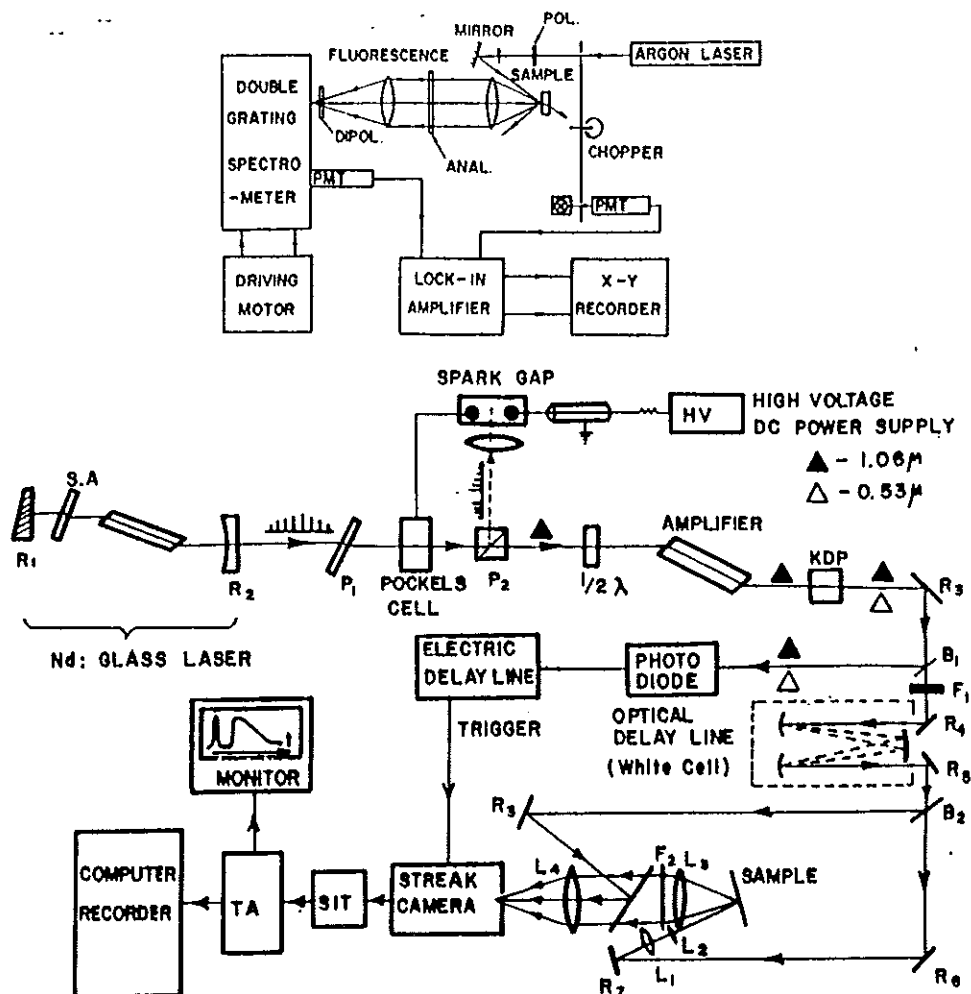 POL.
MIRROR
ARGON LASER
FLUORESCENCE
SAMPLE
DOUBLE
GRATING
SPECTRO
-METER
DIPOL.
ANAL.
CHOPPER
PMT
PMT
DRIVING
MOTOR
LOCK-IN
AMPLIFIER
X-Y
RECORDER
SPARK GAP
HV
HIGH VOLTAGE
DC POWER SUPPLY
▲ - 1.06μ
△ - 0.53μ
S.A
R1
R2
P1
POCKELS
CELL
P2
1/2 λ
AMPLIFIER
KDP
R3
Nd: GLASS LASER
ELECTRIC
DELAY LINE
PHOTO
DIODE
B1
F1
TRIGGER
OPTICAL
DELAY LINE
(White Cell)
R4
R5
MONITOR
t
R3
B2
COMPUTER
RECORDER
TA
SIT
STREAK
CAMERA
L4
F2
L3
SAMPLE
L2
L1
R7
R6